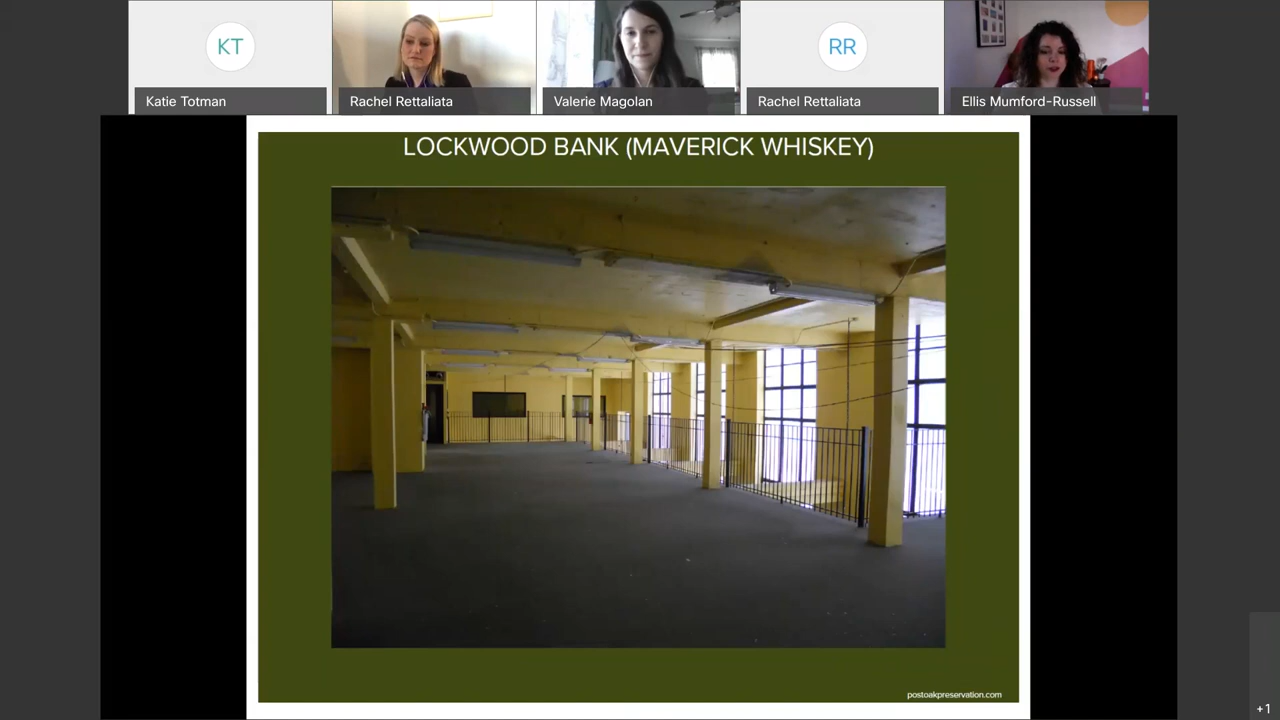 KT
RR
Katie Totman
Rachel Rettaliata
Valerie Magolan
Rachel Rettaliata
Ellis Mumford-Russell
LOCKWOOD BANK (MAVERICK WHISKEY)
postoakpreservation.com
+1